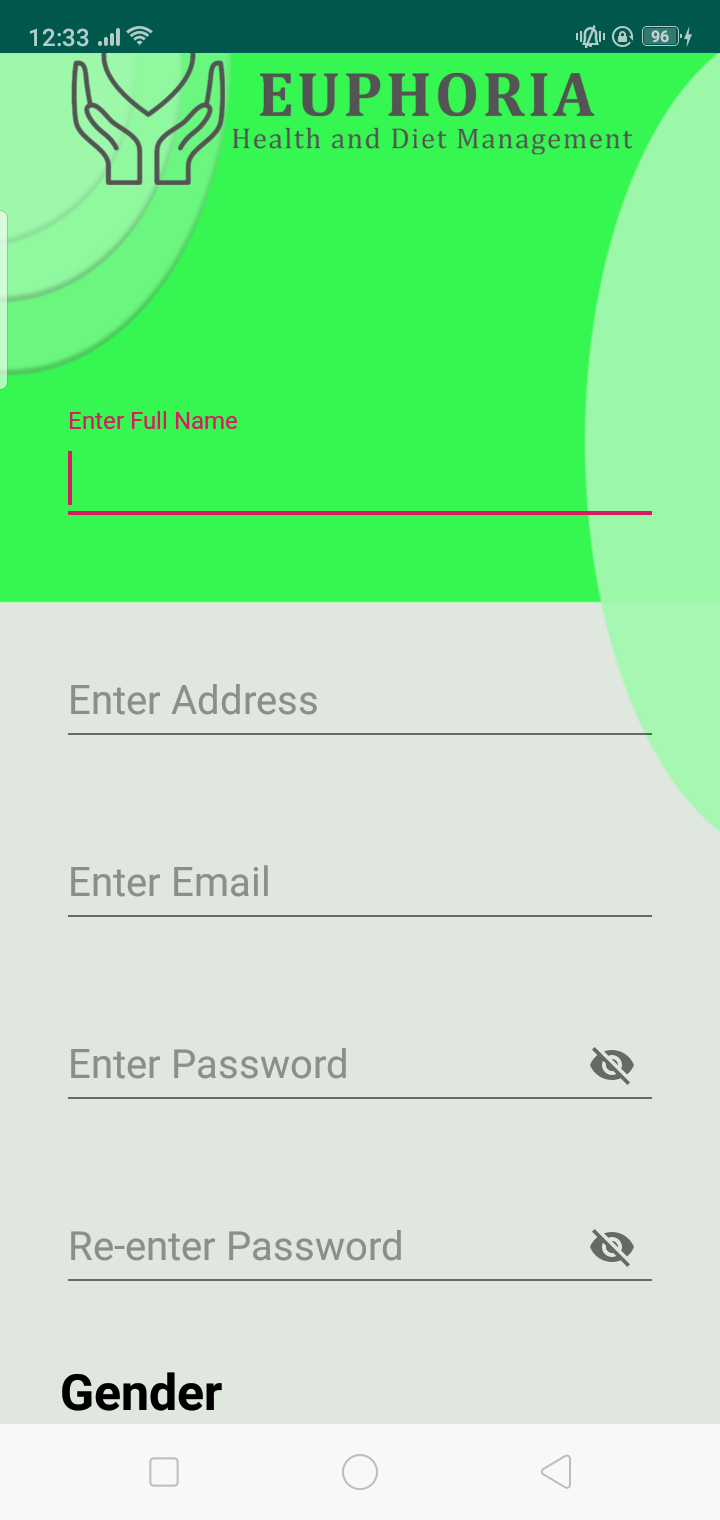 12:33
96
EUPHORIA
Health and Diet Management
Enter Full Name
Enter Address
Enter Email
Enter Password
Re-enter Password
Gender